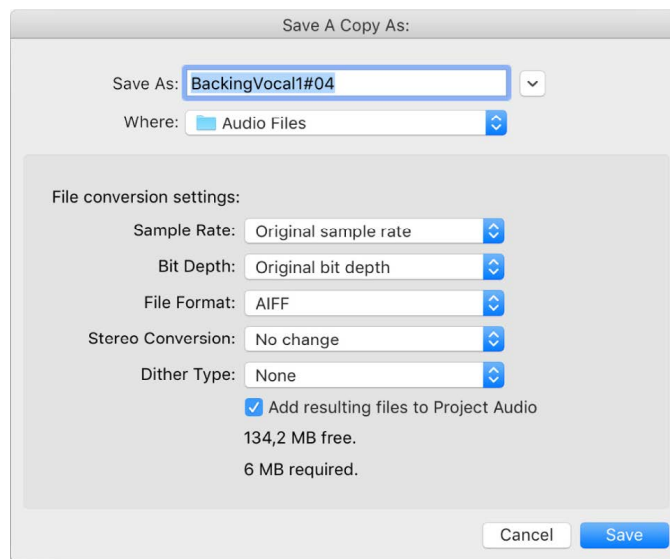 Save A Copy As:
Save As: BackingVocal1#04
Where: Audio Files
File conversion settings:
Sample Rate: Original sample rate
Bit Depth: Original bit depth
File Format: AIFF
Stereo Conversion: No change
Dither Type: None
Add resulting files to Project Audio
134,2 MB free.
6 MB required.
Cancel Save